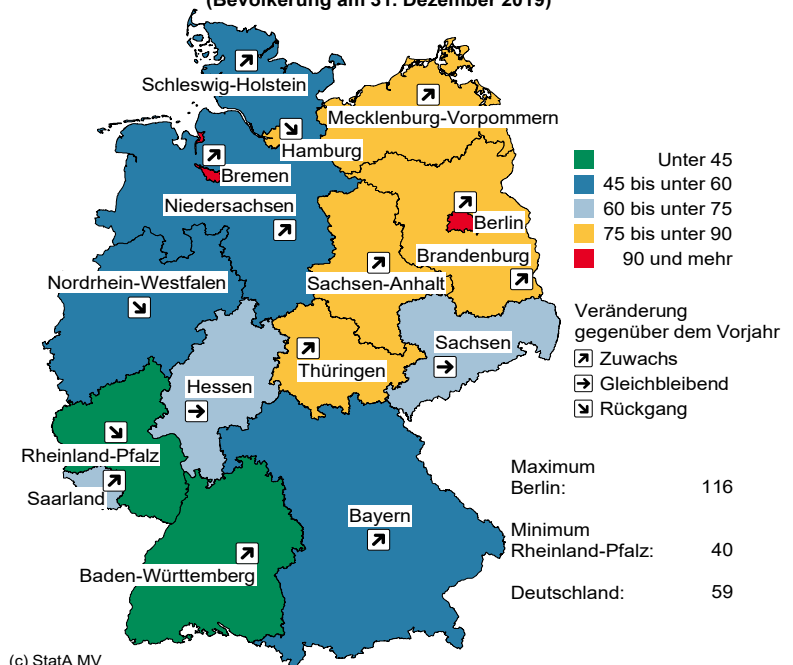 (Bevölkerung am 31. Dezember 2019)
Schleswig-Holstein
Mecklenburg-Vorpommern
Hamburg
Bremen
Niedersachsen
Berlin
Brandenburg
Sachsen-Anhalt
Nordrhein-Westfalen
Sachsen
Thüringen
Hessen
Rheinland-Pfalz
Saarland
Bayern
Baden-Württemberg
Unter 45
45 bis unter 60
60 bis unter 75
75 bis unter 90
90 und mehr
Veränderung
gegenüber dem Vorjahr
Zuwachs
Gleichbleibend
Rückgang
Maximum
Berlin: 116
Minimum
Rheinland-Pfalz: 40
Deutschland: 59
(c) StatA MV